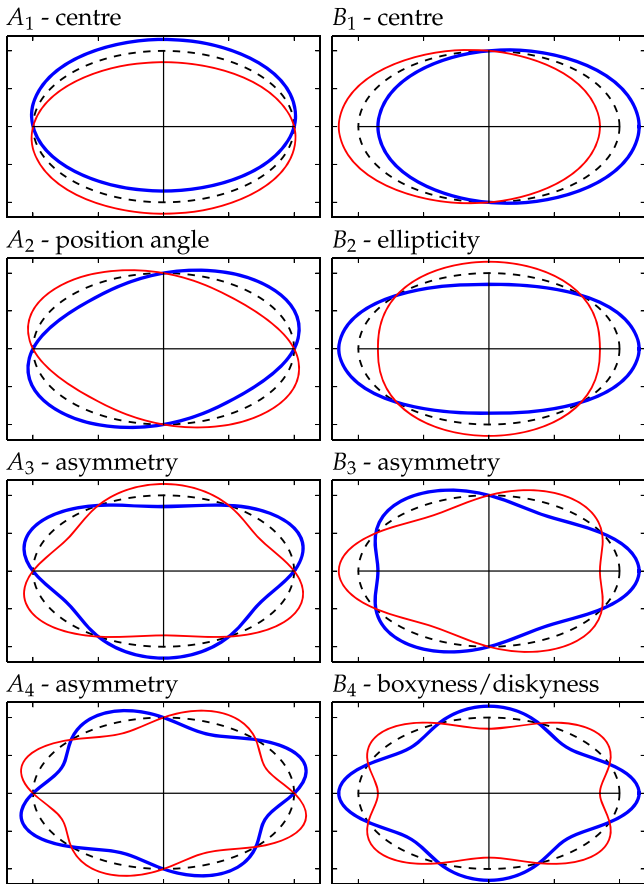 A1 - centre
B1 - centre
A2 - position angle
B2 - ellipticity
A3 - asymmetry
B3 - asymmetry
A4 - asymmetry
B4 - boxyness/diskyness